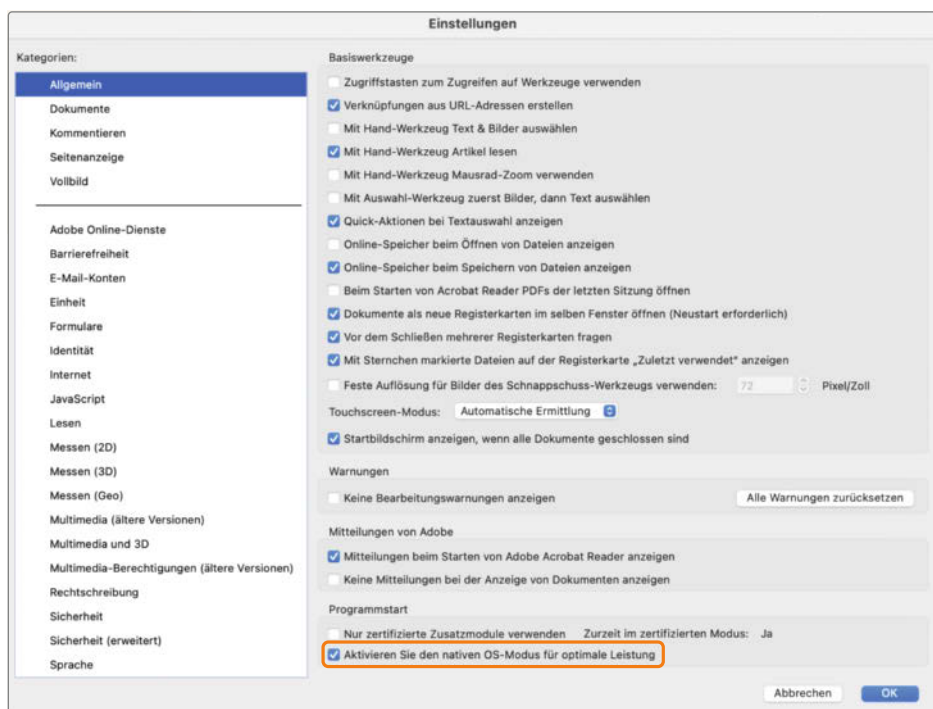 Einstellungen
Kategorien:
Allgemein
Dokumente
Kommentieren
Seitenanzeige
Vollbild
Adobe Online-Dienste
Barrierefreiheit
E-Mail-Konten
Einheit
Formulare
Identität
Internet
JavaScript
Lesen
Messen (2D)
Messen (3D)
Messen (Geo)
Multimedia (ältere Versionen)
Multimedia und 3D
Multimedia-Berechtigungen (ältere Versionen)
Rechtschreibung
Sicherheit
Sicherheit (erweitert)
Sprache
Basiswerkzeuge
Zugriffstasten zum Zugreifen auf Werkzeuge verwenden
Verknüpfungen aus URL-Adressen erstellen
Mit Hand-Werkzeug Text & Bilder auswählen
Mit Hand-Werkzeug Artikel lesen
Mit Hand-Werkzeug Mausrad-Zoom verwenden
Mit Auswahl-Werkzeug zuerst Bilder, dann Text auswählen
Quick-Aktionen bei Textauswahl anzeigen
Online-Speicher beim Öffnen von Dateien anzeigen
Online-Speicher beim Speichern von Dateien anzeigen
Beim Starten von Acrobat Reader PDFs der letzten Sitzung öffnen
Dokumente als neue Registerkarten im selben Fenster öffnen (Neustart erforderlich)
Vor dem Schließen mehrerer Registerkarten fragen
Mit Sternchen markierte Dateien auf der Registerkarte „Zuletzt verwendet" anzeigen
Feste Auflösung für Bilder des Schnappschuss-Werkzeugs verwenden: 72 Pixel/Zoll
Touchscreen-Modus: Automatische Ermittlung
Startbildschirm anzeigen, wenn alle Dokumente geschlossen sind
Warnungen
Keine Bearbeitungswarnungen anzeigen Alle Warnungen zurücksetzen
Mitteilungen von Adobe
Mitteilungen beim Starten von Adobe Acrobat Reader anzeigen
Keine Mitteilungen bei der Anzeige von Dokumenten anzeigen
Programmstart
Nur zertifizierte Zusatzmodule verwenden Zurzeit im zertifizierten Modus: Ja
Aktivieren Sie den nativen OS-Modus für optimale Leistung
Abbrechen OK